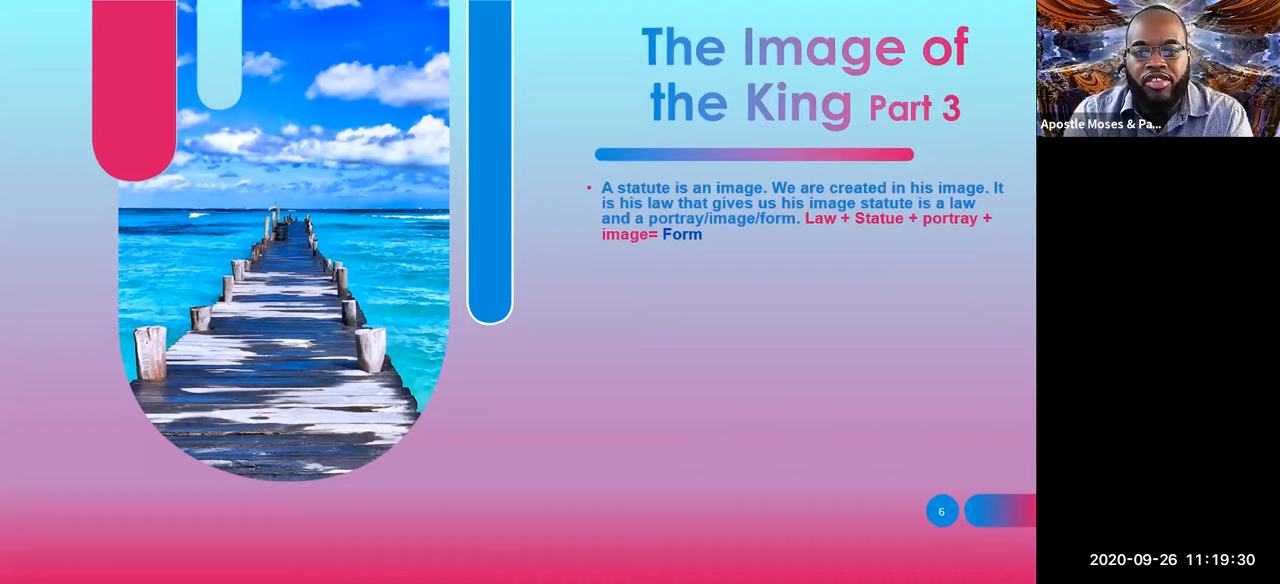 The Image of
the King Part 3
• A statute is an image. We are created in his image. It
is his law that gives us his image statute is a law
and a portray/image/form. Law + Statue + portray +
image= Form
6
Apostle Moses & Pa...
2020-09-26 11:19:30